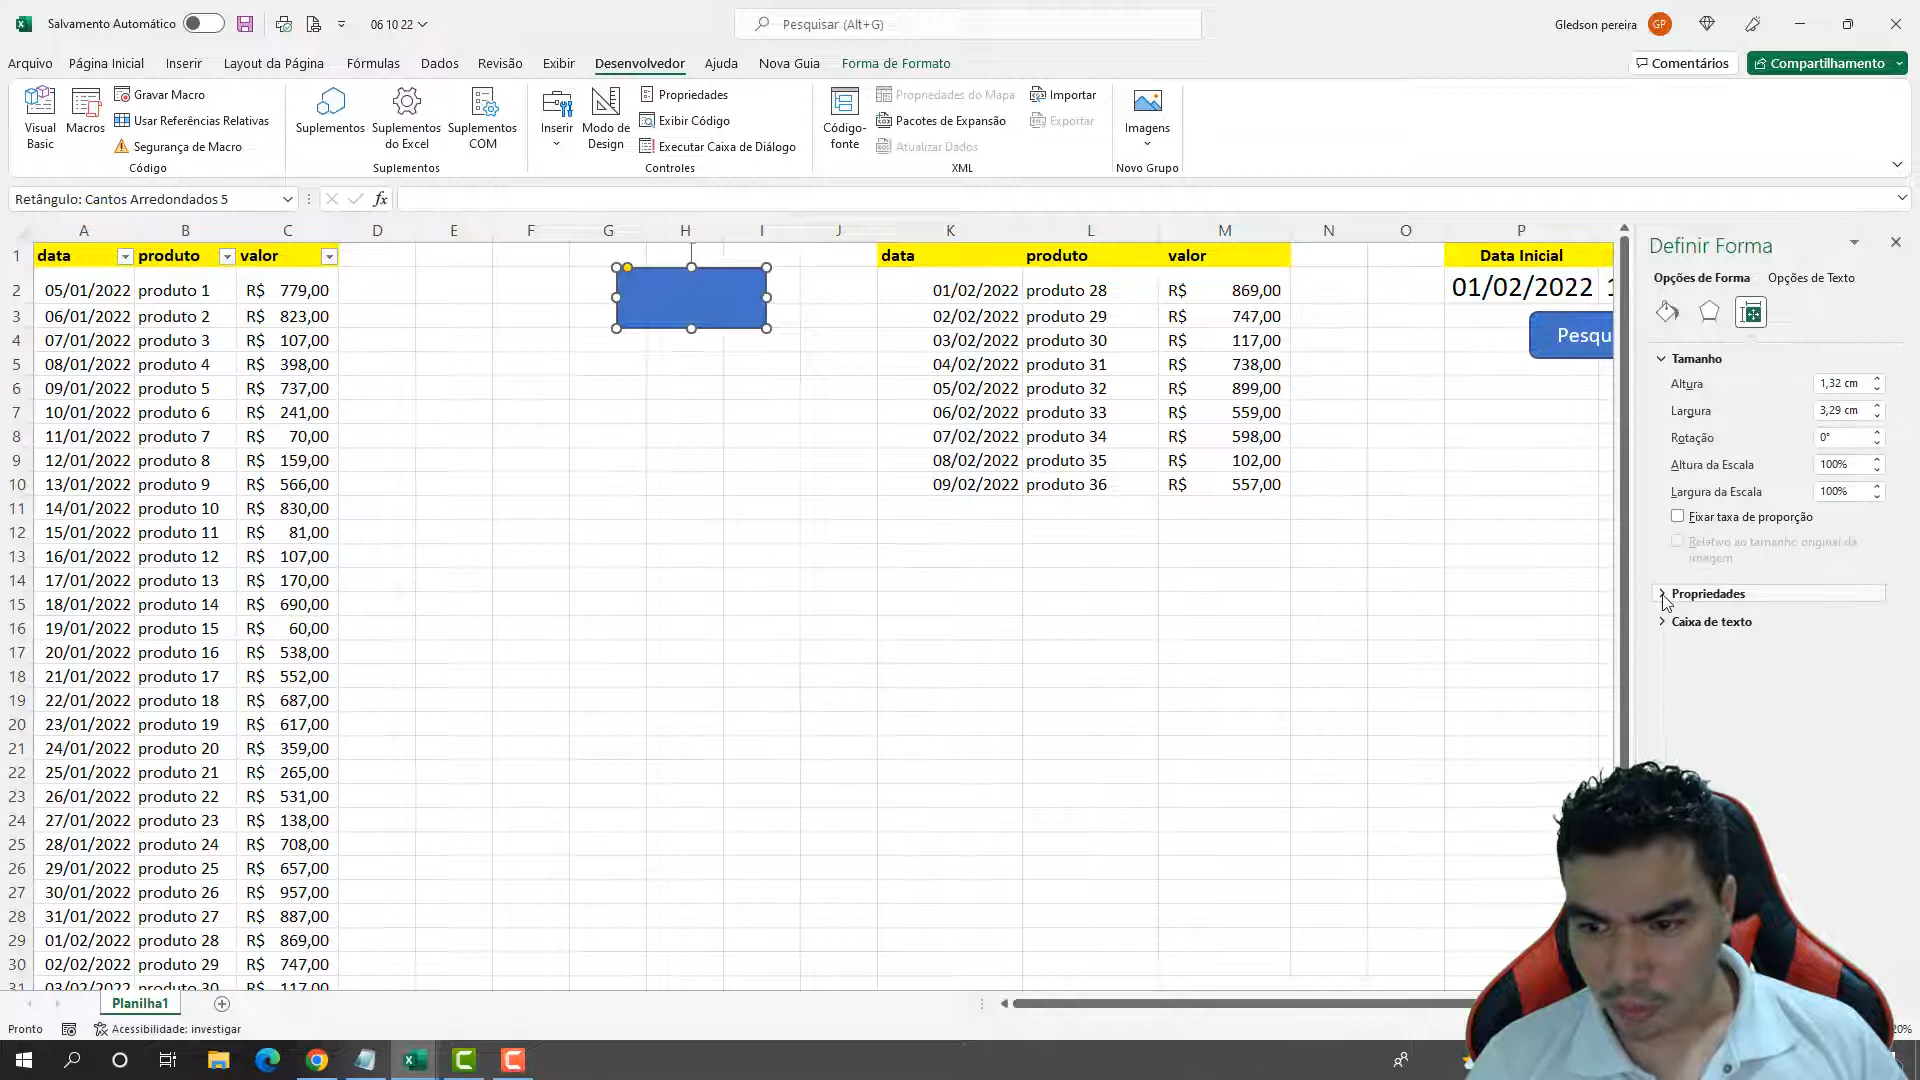 Salvamento Automático
06 10 22
Pesquisar (Alt+G)
Gledson pereira
GP
Arquivo
Página Inicial
Inserir
Layout da Página
Fórmulas
Dados
Revisão
Exibir
Desenvolvedor
Ajuda
Nova Guia
Forma de Formato
Comentários
Compartilhamento
Visual Basic
Macros
Gravar Macro
Usar Referências Relativas
Segurança de Macro
Código
Suplementos
Suplementos do Excel
Suplementos COM
Suplementos
Inserir
Modo de Design
Propriedades
Exibir Código
Executar Caixa de Diálogo
Controles
Código-fonte
Propriedades do Mapa
Pacotes de Expansão
Atualizar Dados
Importar
Exportar
XML
Imagens
Novo Grupo
Retângulo: Cantos Arredondados 5
fx
A B C D E F G H I J K L M N O P
1 data produto valor data produto valor Data Inicial
2 05/01/2022 produto 1 R$ 779,00 01/02/2022 produto 28 R$ 869,00 01/02/2022
3 06/01/2022 produto 2 R$ 823,00 02/02/2022 produto 29 R$ 747,00
Pesqu
4 07/01/2022 produto 3 R$ 107,00 03/02/2022 produto 30 R$ 117,00
5 08/01/2022 produto 4 R$ 398,00 04/02/2022 produto 31 R$ 738,00
6 09/01/2022 produto 5 R$ 737,00 05/02/2022 produto 32 R$ 899,00
7 10/01/2022 produto 6 R$ 241,00 06/02/2022 produto 33 R$ 559,00
8 11/01/2022 produto 7 R$ 70,00 07/02/2022 produto 34 R$ 598,00
9 12/01/2022 produto 8 R$ 159,00 08/02/2022 produto 35 R$ 102,00
10 13/01/2022 produto 9 R$ 566,00 09/02/2022 produto 36 R$ 557,00
11 14/01/2022 produto 10 R$ 830,00
12 15/01/2022 produto 11 R$ 81,00
13 16/01/2022 produto 12 R$ 107,00
14 17/01/2022 produto 13 R$ 170,00
15 18/01/2022 produto 14 R$ 690,00
16 19/01/2022 produto 15 R$ 60,00
17 20/01/2022 produto 16 R$ 538,00
18 21/01/2022 produto 17 R$ 552,00
19 22/01/2022 produto 18 R$ 687,00
20 23/01/2022 produto 19 R$ 617,00
21 24/01/2022 produto 20 R$ 359,00
22 25/01/2022 produto 21 R$ 265,00
23 26/01/2022 produto 22 R$ 531,00
24 27/01/2022 produto 23 R$ 138,00
25 28/01/2022 produto 24 R$ 708,00
26 29/01/2022 produto 25 R$ 657,00
27 30/01/2022 produto 26 R$ 957,00
28 31/01/2022 produto 27 R$ 887,00
29 01/02/2022 produto 28 R$ 869,00
30 02/02/2022 produto 29 R$ 747,00
31 03/02/2022 produto 30 R$ 117,00
Definir Forma
Opções de Forma Opções de Texto
Tamanho
Altura 1,32 cm
Largura 3,29 cm
Rotação 0°
Altura da Escala 100%
Largura da Escala 100%
Fixar taxa de proporção
Relativo ao tamanho original da
imagem
Propriedades
Caixa de texto
Planilha1
Pronto
Acessibilidade: investigar